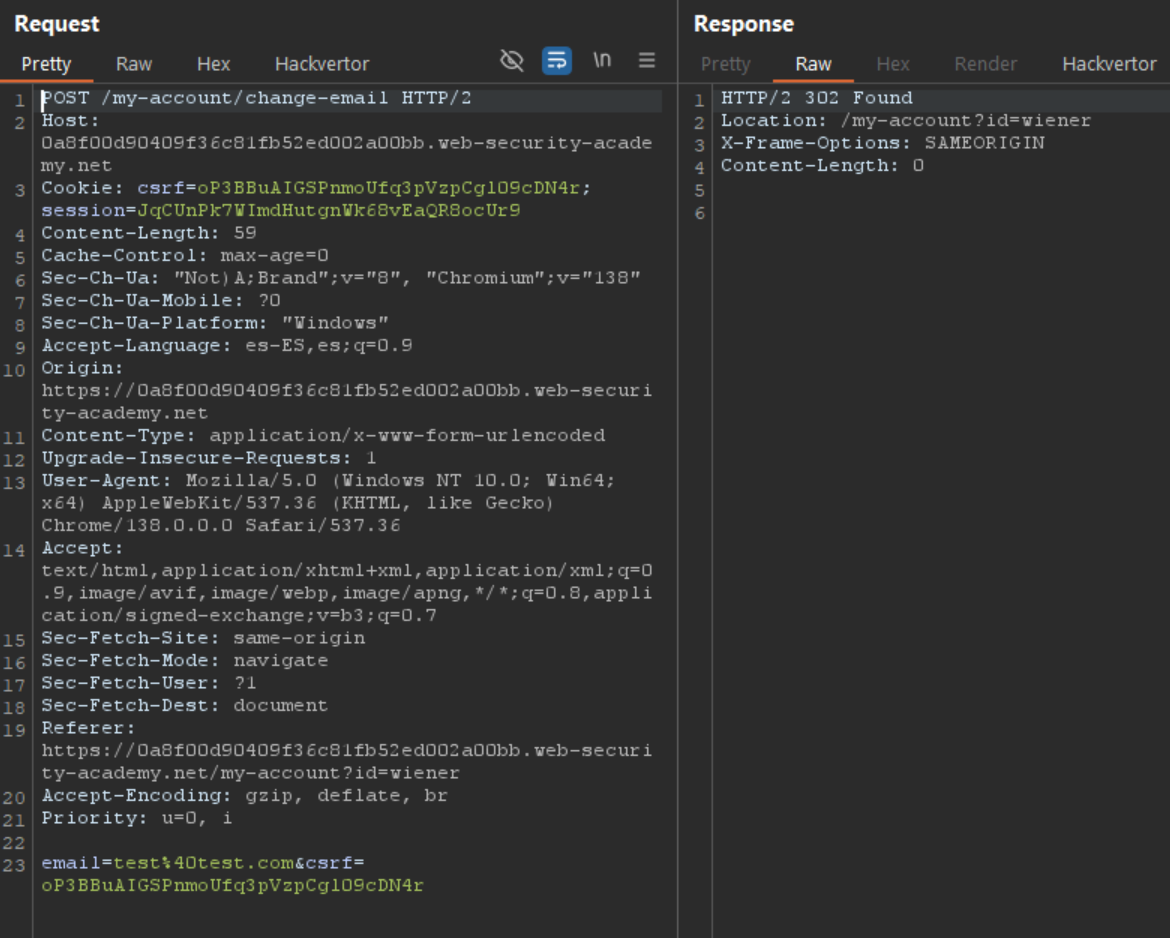 Request
Pretty Raw Hex Hackvertor \n
1 POST /my-account/change-email HTTP/2
2 Host:
0a8f00d90409f36c81fb52ed002a00bb.web-security-acade
my.net
3 Cookie: csrf=oP3BBuAIGSPnmoUfq3pVzpCglO9cDN4r;
session=JqCUnPk7WImdHutgnWk68vEaQR8ocUr9
4 Content-Length: 59
5 Cache-Control: max-age=0
6 Sec-Ch-Ua: "Not)A;Brand";v="8", "Chromium";v="138"
7 Sec-Ch-Ua-Mobile: ?0
8 Sec-Ch-Ua-Platform: "Windows"
9 Accept-Language: es-ES,es;q=0.9
10 Origin:
https://0a8f00d90409f36c81fb52ed002a00bb.web-securi
ty-academy.net
11 Content-Type: application/x-www-form-urlencoded
12 Upgrade-Insecure-Requests: 1
13 User-Agent: Mozilla/5.0 (Windows NT 10.0; Win64;
x64) AppleWebKit/537.36 (KHTML, like Gecko)
Chrome/138.0.0.0 Safari/537.36
14 Accept:
text/html,application/xhtml+xml,application/xml;q=0
.9,image/avif,image/webp,image/apng,*/*;q=0.8,appli
cation/signed-exchange;v=b3;q=0.7
15 Sec-Fetch-Site: same-origin
16 Sec-Fetch-Mode: navigate
17 Sec-Fetch-User: ?1
18 Sec-Fetch-Dest: document
19 Referer:
https://0a8f00d90409f36c81fb52ed002a00bb.web-securi
ty-academy.net/my-account?id=wiener
20 Accept-Encoding: gzip, deflate, br
21 Priority: u=0, i
22
23 email=test%40test.com&csrf=
oP3BBuAIGSPnmoUfq3pVzpCglO9cDN4r
Response
Pretty Raw Hex Render Hackvertor
1 HTTP/2 302 Found
2 Location: /my-account?id=wiener
3 X-Frame-Options: SAMEORIGIN
4 Content-Length: 0
5
6